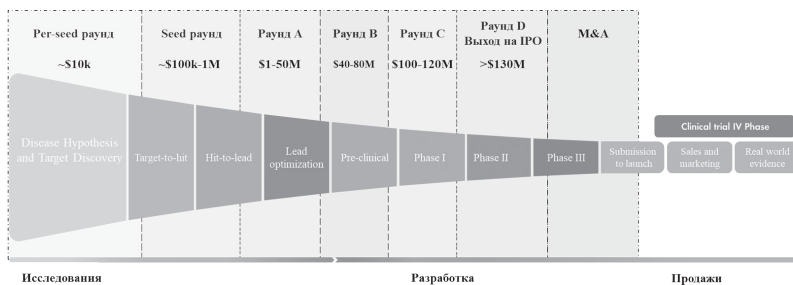 Per-seed раунд
~$10k
Seed раунд
~$100k-1M
Раунд A
$1-50M
Раунд B
$40-80M
Раунд C
$100-120M
Раунд D
Выход на IPO
>$130M
M&A
Clinical trial IV Phase
Disease Hypothesis
and Target Discovery
Target-to-hit
Hit-to-lead
Lead
optimization
Pre-clinical
Phase I
Phase II
Phase III
Submission
to launch
Sales and
marketing
Real world
evidence
Исследования
Разработка
Продажи